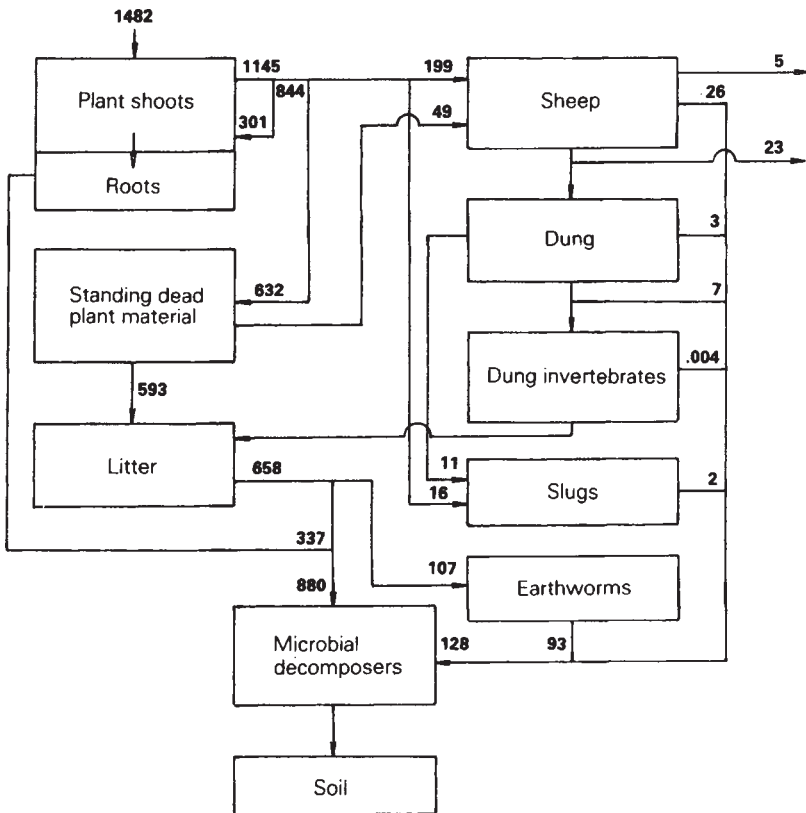 1482
1145
199
5
Plant shoots
844
Sheep
26
301
49
23
Roots
Dung
3
Standing dead
plant material
632
7
.004
593
Dung invertebrates
Litter
658
11
16
Slugs
2
337
107
880
Earthworms
Microbial
decomposers
128
93
Soil